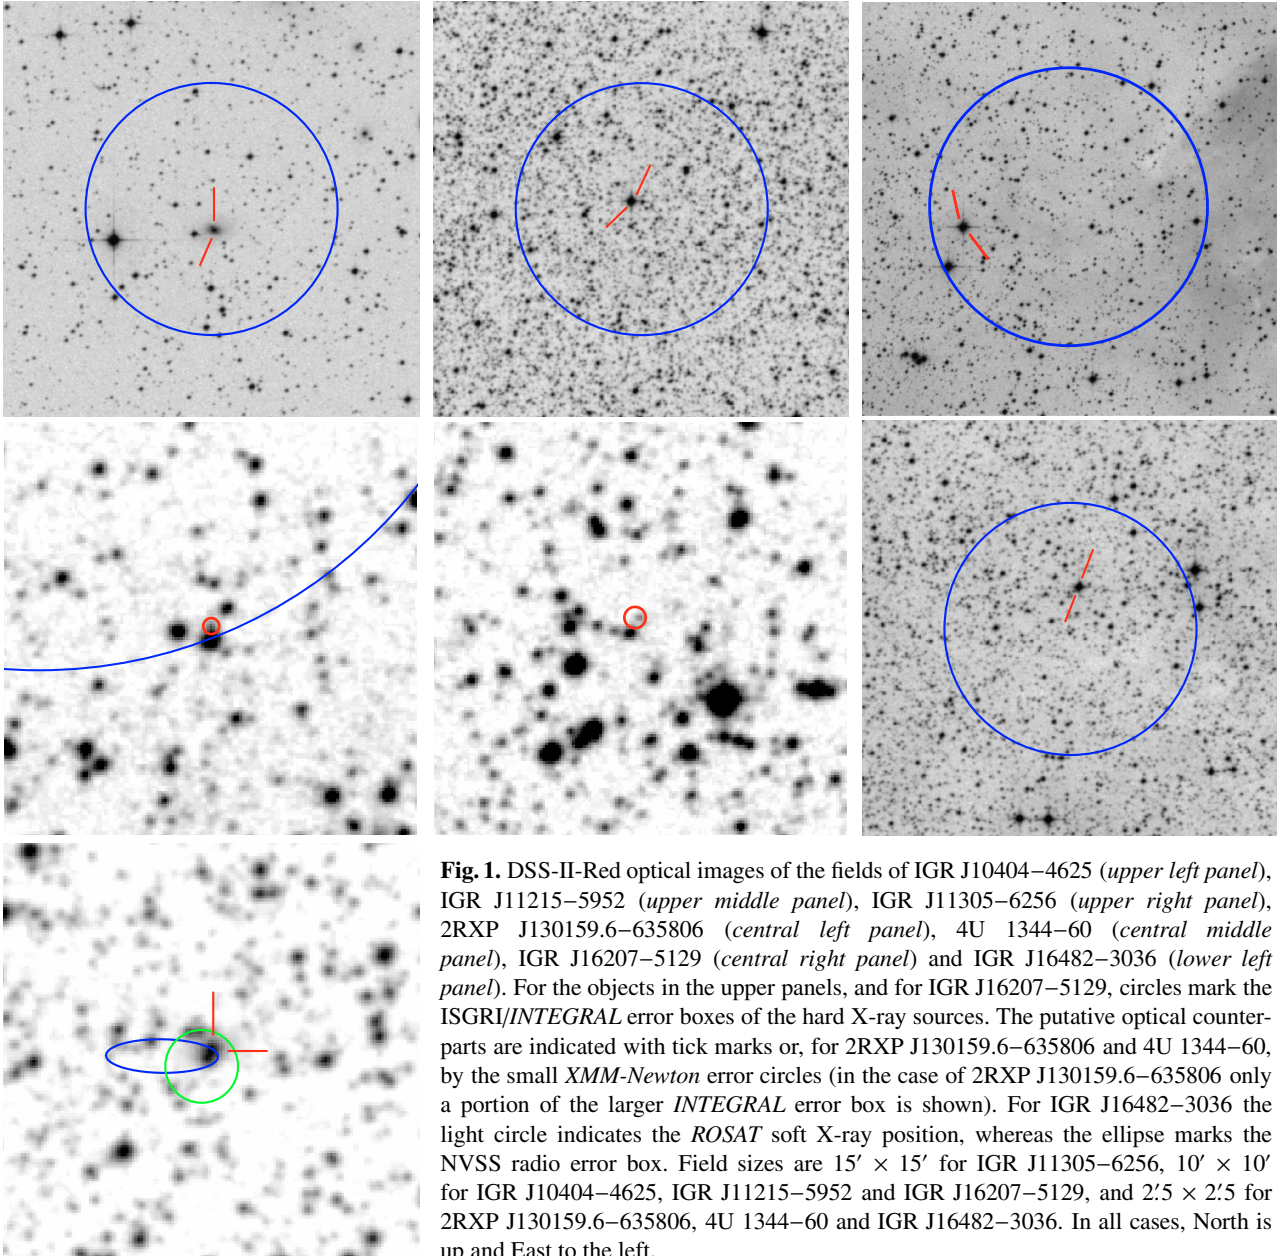 Fig. 1. DSS-II-Red optical images of the fields of IGR J10404−4625 (upper left panel),
IGR J11215−5952 (upper middle panel), IGR J11305−6256 (upper right panel),
2RXP J130159.6−635806 (central left panel), 4U 1344−60 (central middle
panel), IGR J16207−5129 (central right panel) and IGR J16482−3036 (lower left
panel). For the objects in the upper panels, and for IGR J16207−5129, circles mark the
ISGRI/INTEGRAL error boxes of the hard X-ray sources. The putative optical counter-
parts are indicated with tick marks or, for 2RXP J130159.6−635806 and 4U 1344−60,
by the small XMM-Newton error circles (in the case of 2RXP J130159.6−635806 only
a portion of the larger INTEGRAL error box is shown). For IGR J16482−3036 the
light circle indicates the ROSAT soft X-ray position, whereas the ellipse marks the
NVSS radio error box. Field sizes are 15′ × 15′ for IGR J11305−6256, 10′ × 10′
for IGR J10404−4625, IGR J11215−5952 and IGR J16207−5129, and 2.′5 × 2.′5 for
2RXP J130159.6−635806, 4U 1344−60 and IGR J16482−3036. In all cases, North is
up and East to the left.